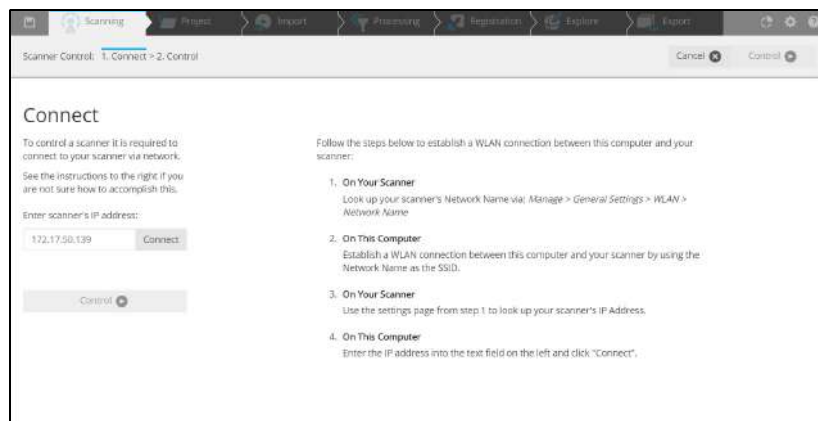 Scanning
Project
Import
Processing
Registration
Explore
Export
Scanner Control: 1. Connect > 2. Control
Cancel
Control
Connect
To control a scanner it is required to
connect to your scanner via network.
See the instructions to the right if you
are not sure how to accomplish this.
Enter scanner's IP address:
172.17.50.139
Connect
Control
Follow the steps below to establish a WLAN connection between this computer and your
scanner:
1. On Your Scanner
Look up your scanner's Network Name via: Manage > General Settings > WLAN >
Network Name
2. On This Computer
Establish a WLAN connection between this computer and your scanner by using the
Network Name as the SSID.
3. On Your Scanner
Use the settings page from step 1 to look up your scanner's IP Address.
4. On This Computer
Enter the IP address into the text field on the left and click "Connect".